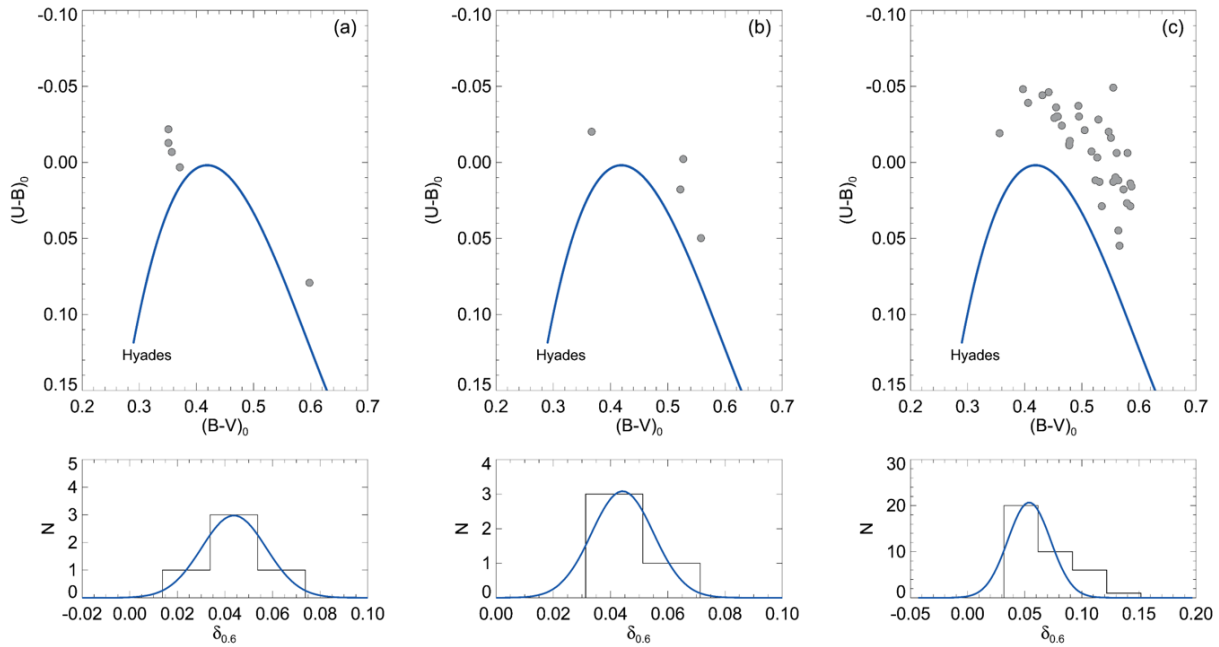 (a)
-0.10
-0.05
0.00
0.05
0.10
0.15
(U-B)₀
Hyades
0.2 0.3 0.4 0.5 0.6 0.7
(B-V)₀
(b)
-0.10
-0.05
0.00
0.05
0.10
0.15
(U-B)₀
Hyades
0.2 0.3 0.4 0.5 0.6 0.7
(B-V)₀
(c)
-0.10
-0.05
0.00
0.05
0.10
0.15
(U-B)₀
Hyades
0.2 0.3 0.4 0.5 0.6 0.7
(B-V)₀
5
4
3
2
1
0
N
-0.02 0.00 0.02 0.04 0.06 0.08 0.10
δ₀.₆
4
3
2
1
0
N
0.00 0.02 0.04 0.06 0.08 0.10
δ₀.₆
30
20
10
0
N
-0.05 0.00 0.05 0.10 0.15 0.20
δ₀.₆